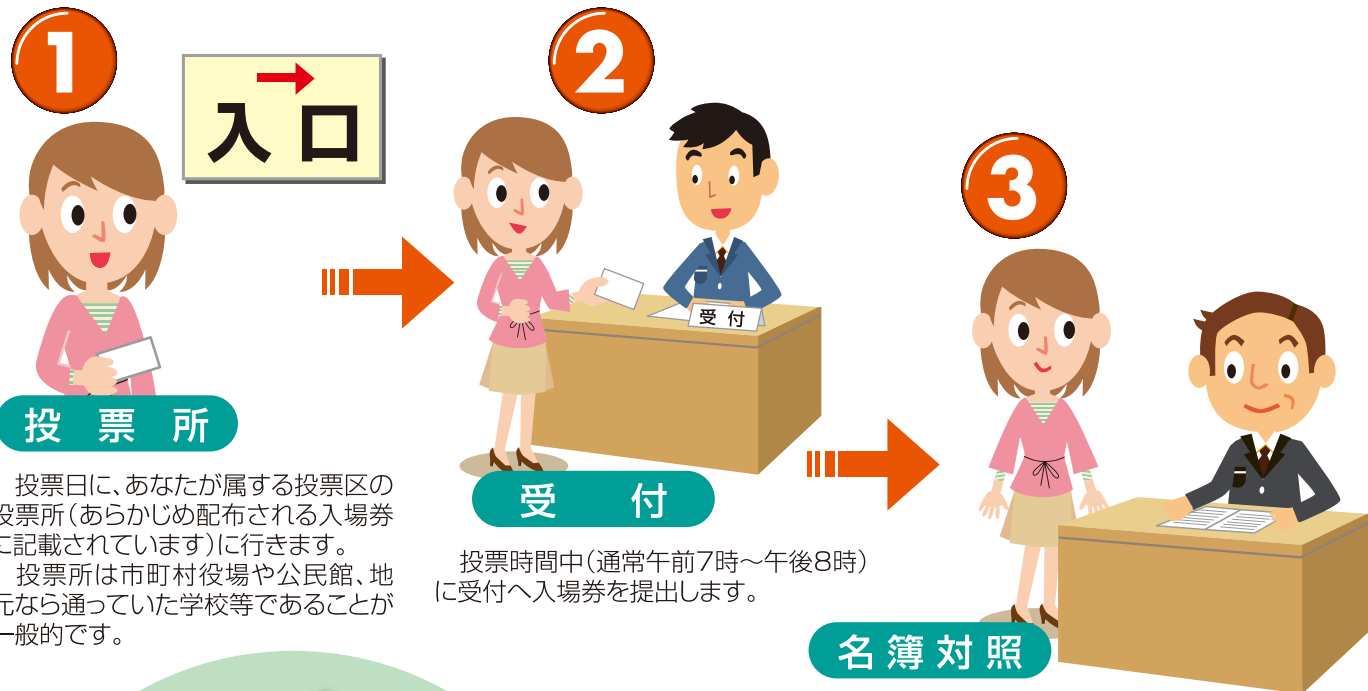 1
入口
投票所
投票日に、あなたが属する投票区の
投票所(あらかじめ配布される入場券
に記載されています)に行きます。
投票所は市町村役場や公民館、地
元なら通っていた学校等であることが
一般的です。
2
受付
受付
投票時間中(通常午前7時〜午後8時)
に受付へ入場券を提出します。
3
名簿対照